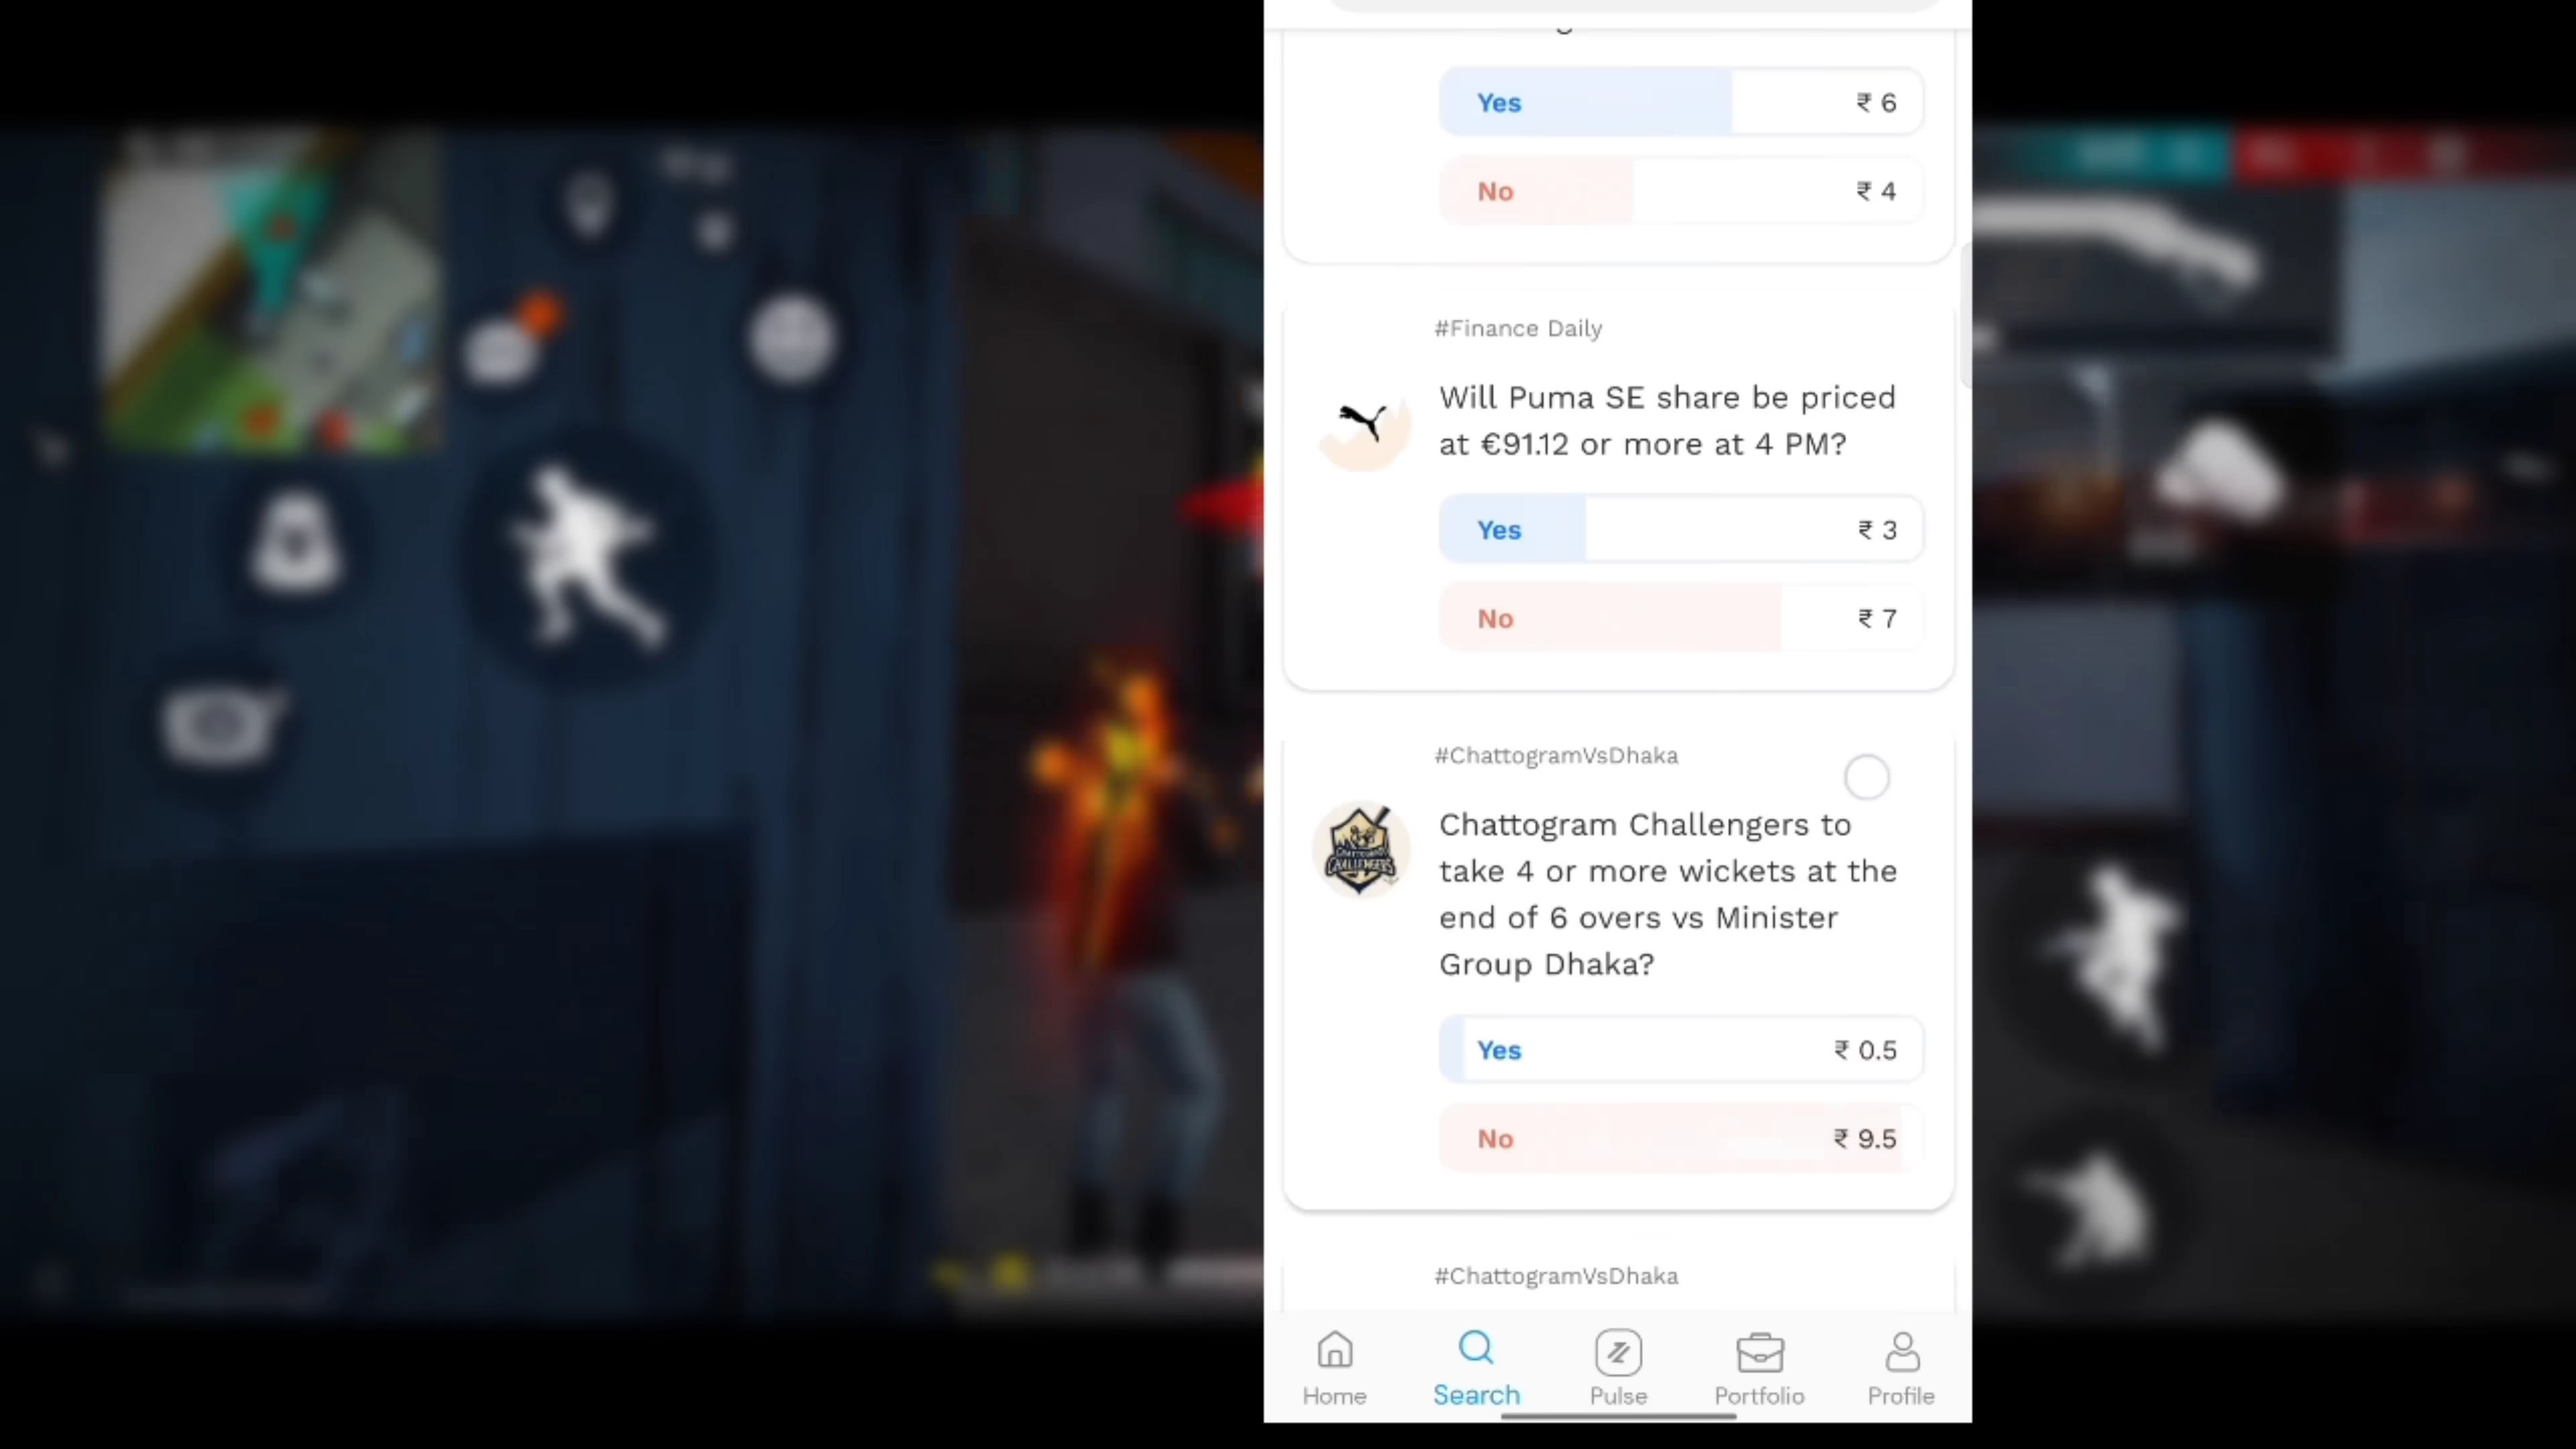 Yes ₹ 6
No ₹ 4
#Finance Daily
Will Puma SE share be priced
at €91.12 or more at 4 PM?
Yes ₹ 3
No ₹ 7
#ChattogramVsDhaka
Chattogram Challengers to
take 4 or more wickets at the
end of 6 overs vs Minister
Group Dhaka?
CHALLENGERS
Yes ₹ 0.5
No ₹ 9.5
#ChattogramVsDhaka
Home
Search
Pulse
Portfolio
Profile